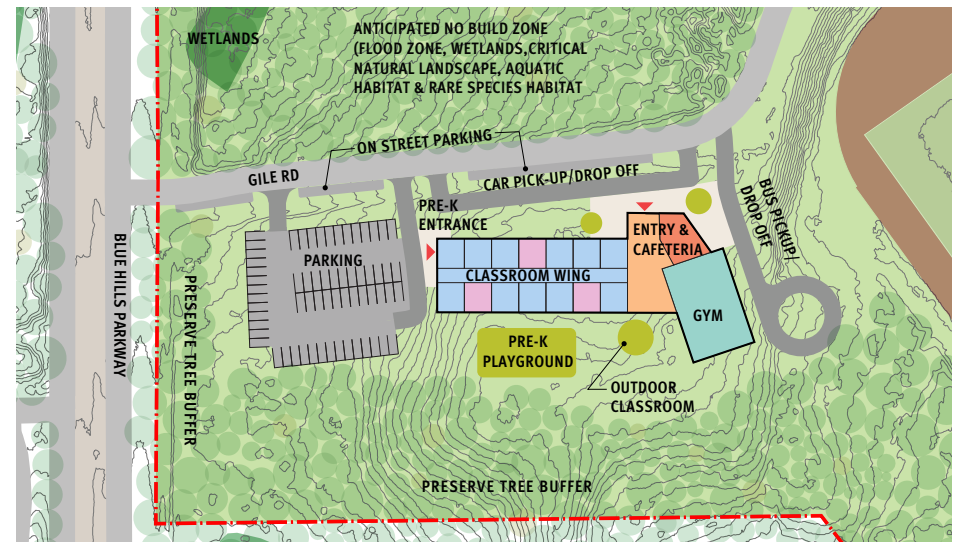 WETLANDS
ANTICIPATED NO BUILD ZONE
(FLOOD ZONE, WETLANDS,CRITICAL
NATURAL LANDSCAPE, AQUATIC
HABITAT & RARE SPECIES HABITAT
ON STREET PARKING
GILE RD
CAR PICK-UP/DROP OFF
BUS PICKUP/
DROP OFF
PRE-K
ENTRANCE
ENTRY &
CAFETERIA
PARKING
CLASSROOM WING
BLUE HILLS PARKWAY
PRESERVE TREE BUFFER
GYM
PRE-K
PLAYGROUND
OUTDOOR
CLASSROOM
PRESERVE TREE BUFFER